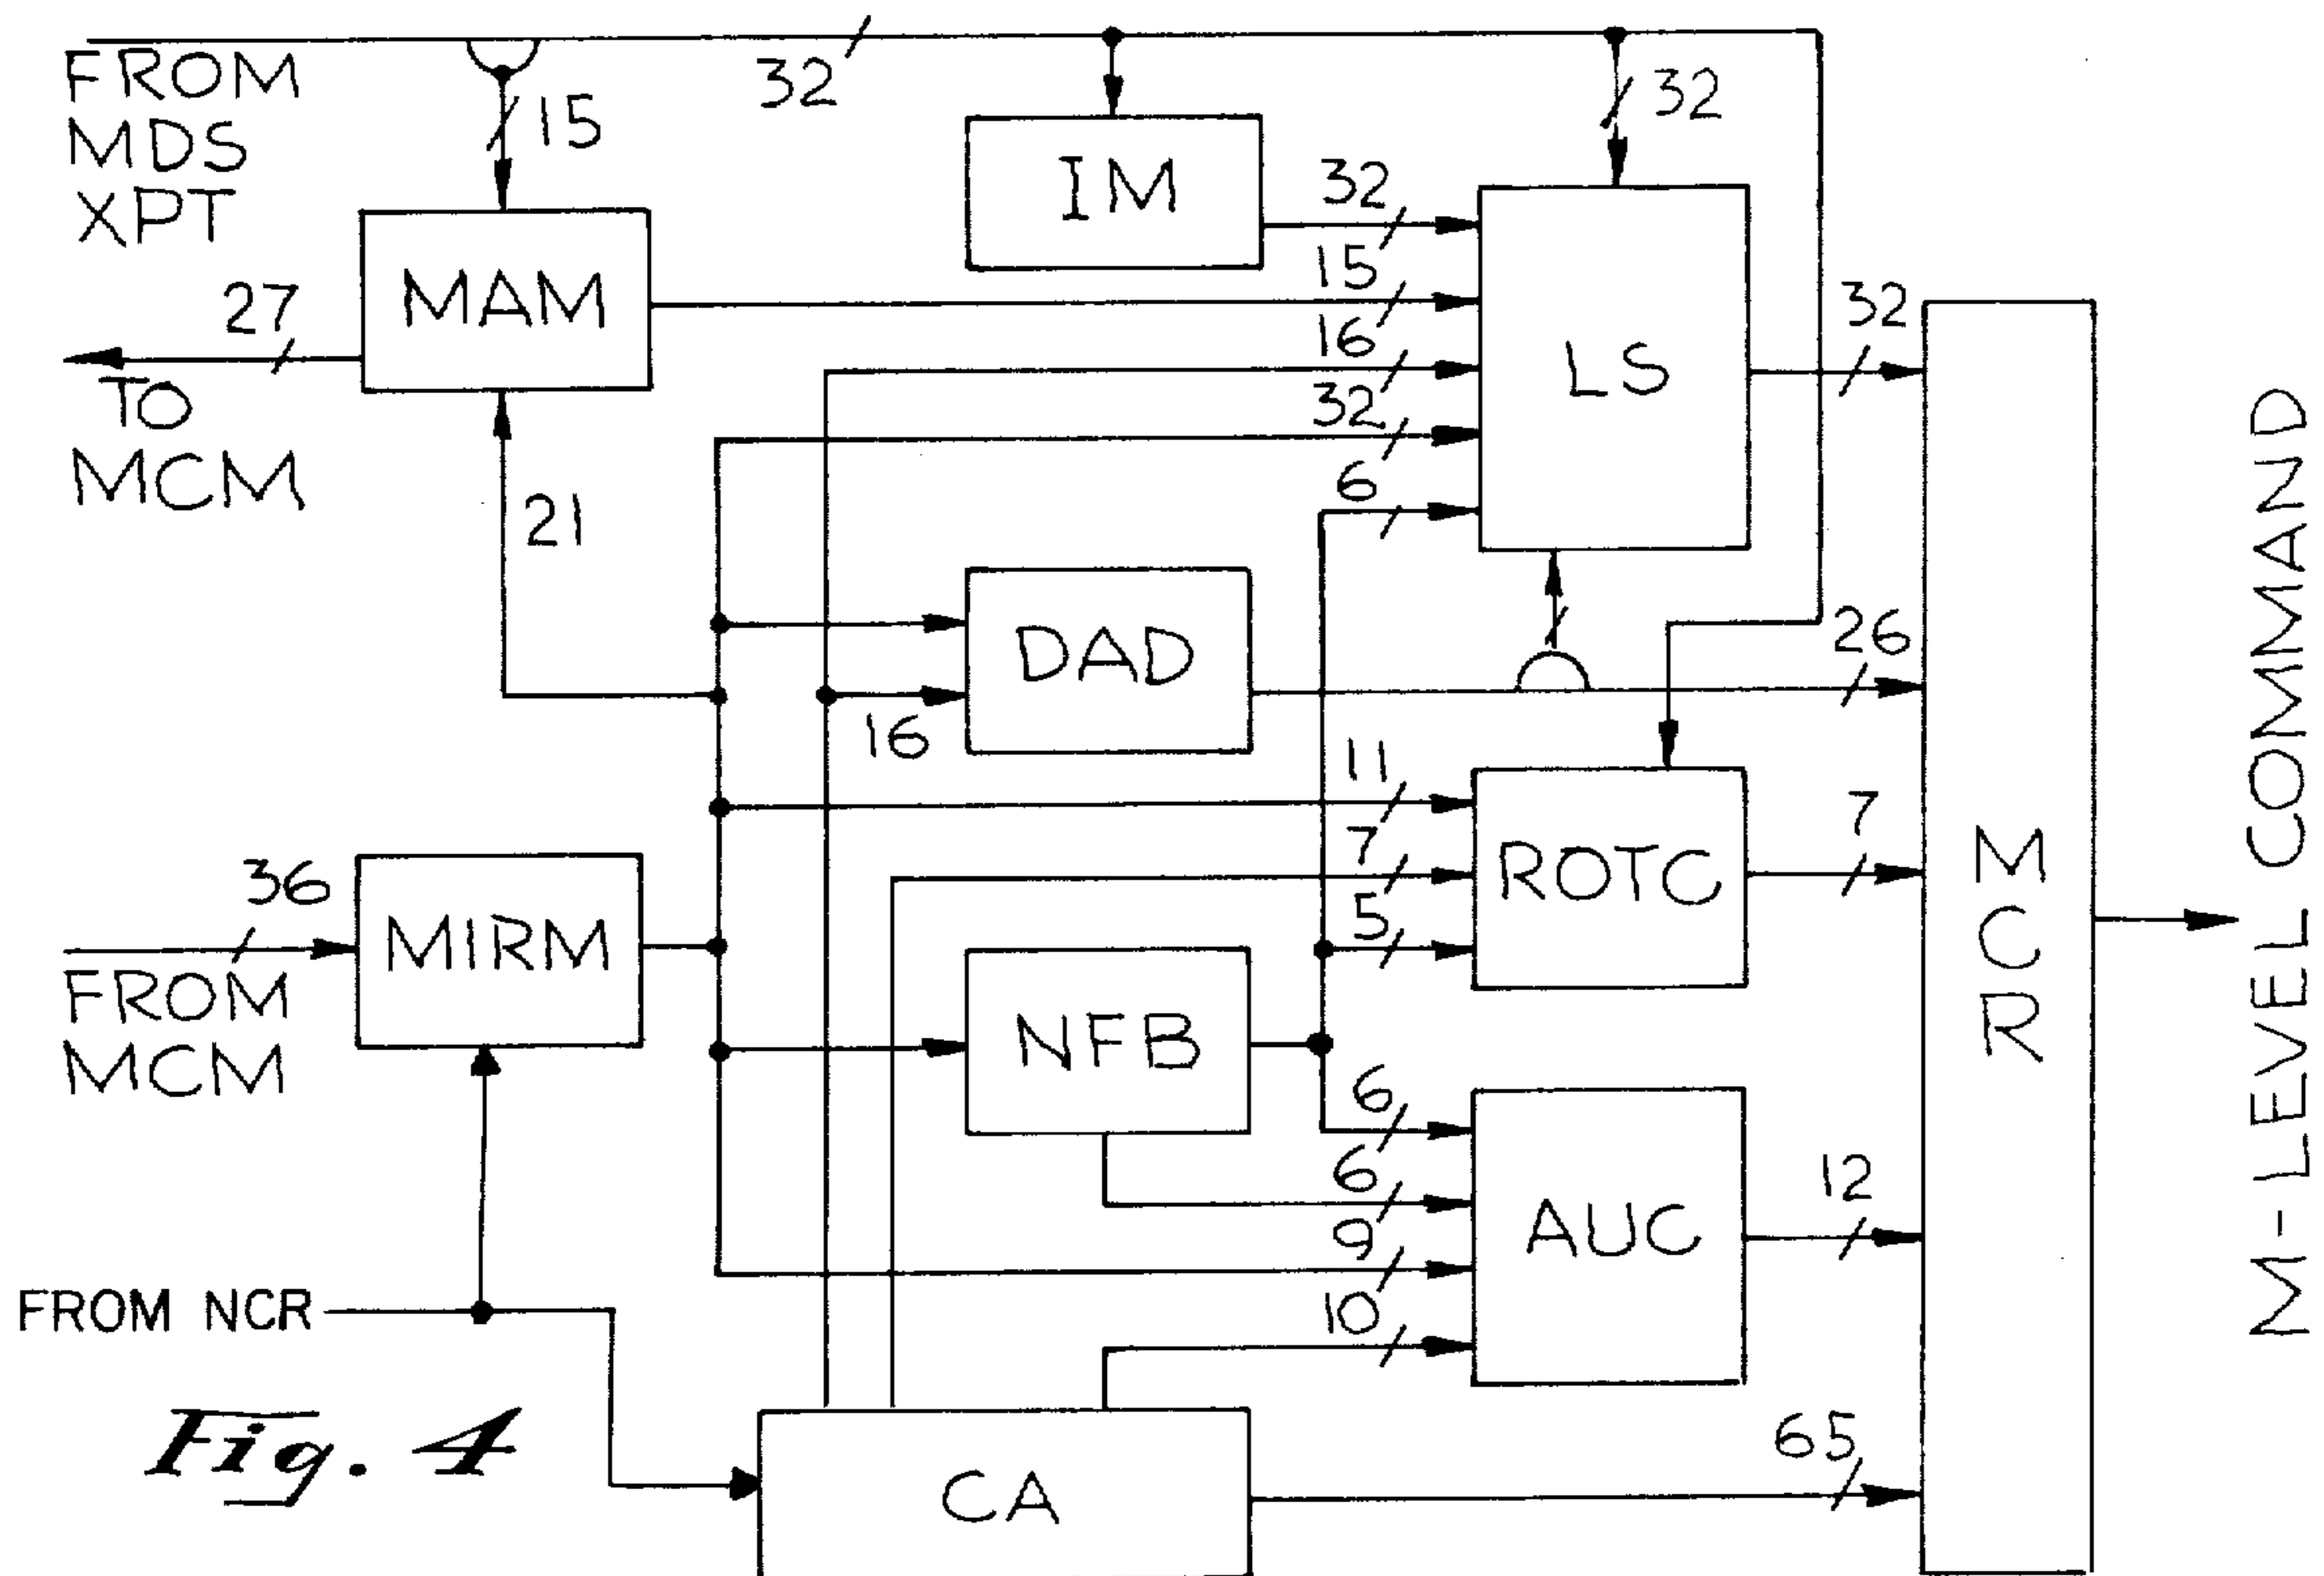 FROM
MDS
XPT
32
15
32
IM
32
MAM
15
27
TO
MCM
16
32
6
LS
32
21
DAD
16
26
11
7
5
ROTC
7
36
MIRM
FROM
MCM
NFB
6
6
9
10
AUC
12
FROM NCR
CA
65
MCR
M-LEVEL COMMAND
Fig. 4